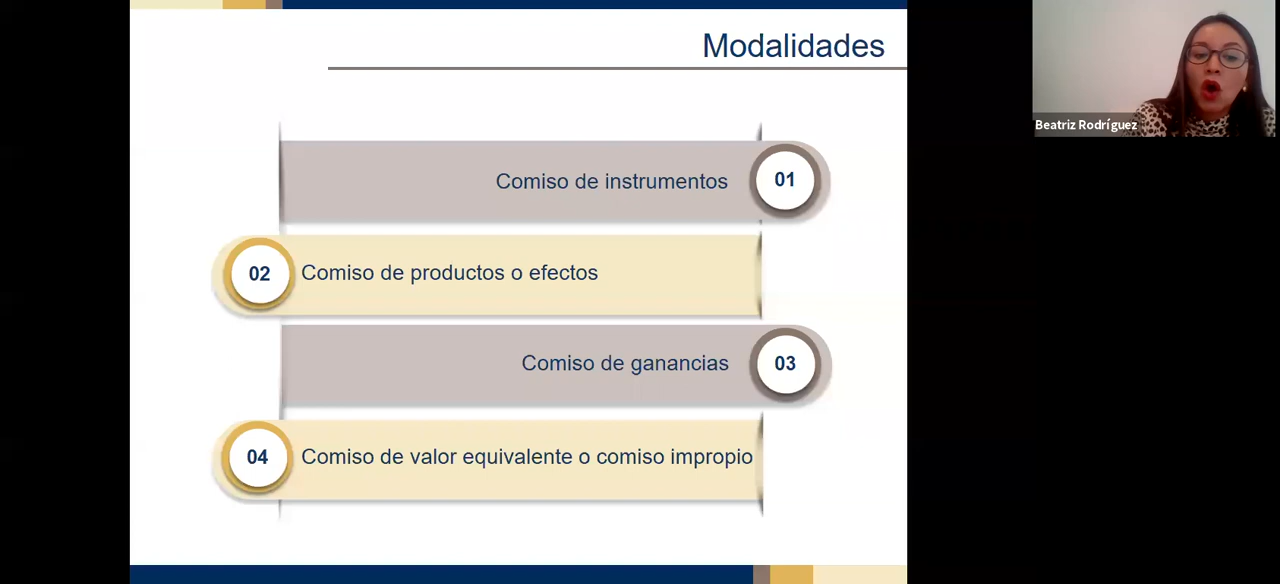 Modalidades
Beatriz Rodríguez
Comiso de instrumentos
01
02
Comiso de productos o efectos
Comiso de ganancias
03
04
Comiso de valor equivalente o comiso impropio